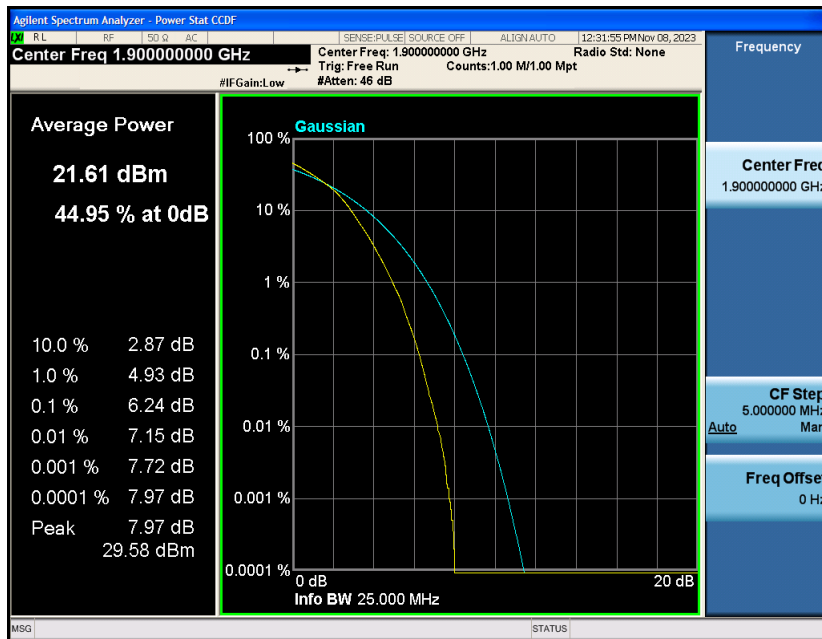 Agilent Spectrum Analyzer - Power Stat CCDF
LXI RL RF 50 Ω AC SENSE:PULSE SOURCE OFF ALIGN AUTO 12:31:55 PM Nov 08, 2023
Center Freq 1.900000000 GHz
Center Freq: 1.900000000 GHz Radio Std: None
Trig: Free Run Counts:1.00 M/1.00 Mpt
#IFGain:Low #Atten: 46 dB
Frequency
Average Power
21.61 dBm
44.95 % at 0dB
10.0 % 2.87 dB
1.0 % 4.93 dB
0.1 % 6.24 dB
0.01 % 7.15 dB
0.001 % 7.72 dB
0.0001 % 7.97 dB
Peak 7.97 dB
29.58 dBm
Gaussian
100 %
10 %
1 %
0.1 %
0.01 %
0.001 %
0.0001 %
0 dB 20 dB
Info BW 25.000 MHz
Center Freq
1.900000000 GHz
CF Step
5.000000 MHz
Auto Man
Freq Offset
0 Hz
MSG STATUS